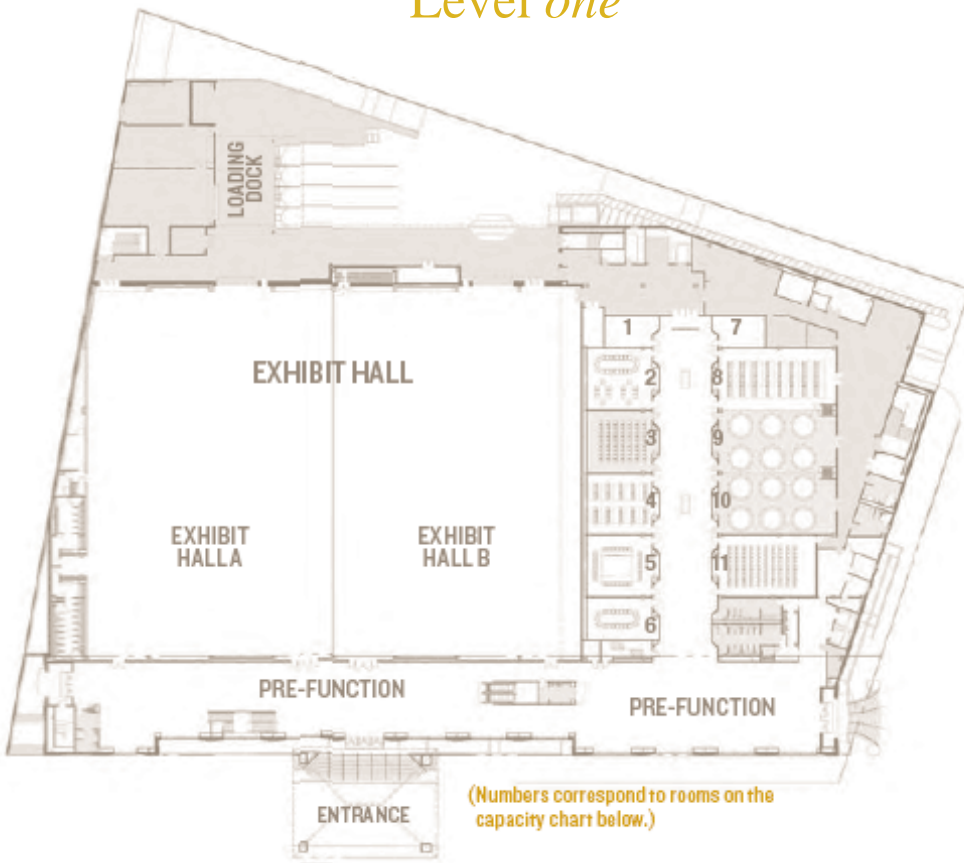 Level one
LOADING
DOCK
1
7
EXHIBIT HALL
2
8
3
9
4
10
EXHIBIT
HALL A
EXHIBIT
HALL B
5
11
6
PRE-FUNCTION
PRE-FUNCTION
ENTRANCE
(Numbers correspond to rooms on the
capacity chart below.)